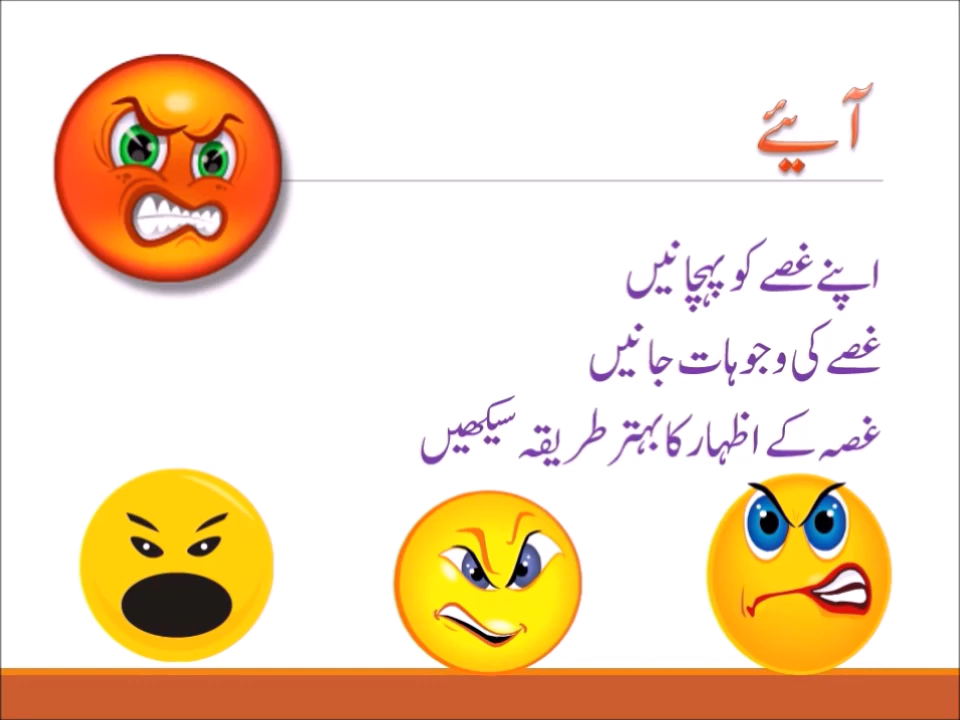 آیئے
اپنے غصے کو پہچانیں
غصے کی وجوہات جانیں
غصہ کے اظہار کا بہتر طریقہ سیکھیں